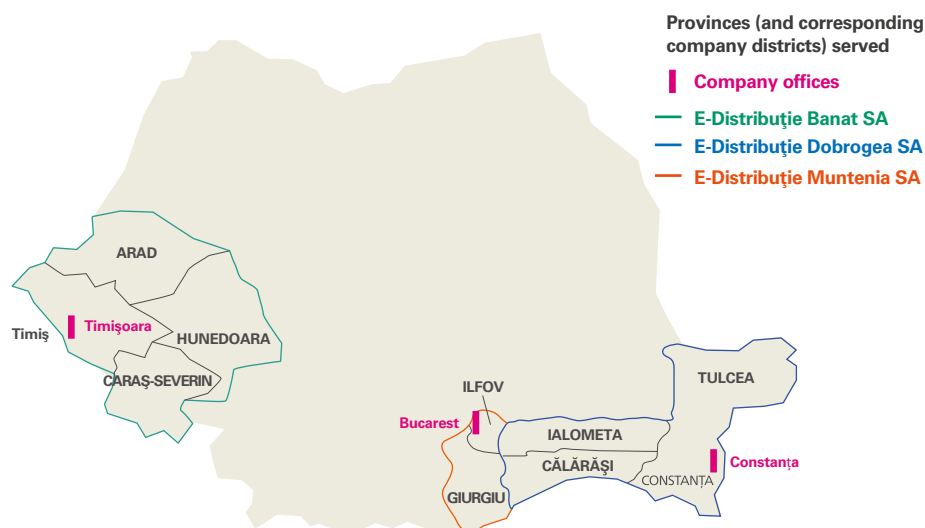 Provinces (and corresponding
company districts) served
Company offices
E-Distribuţie Banat SA
E-Distribuţie Dobrogea SA
E-Distribuţie Muntenia SA
ARAD
Timiş
Timişoara
HUNEDOARA
CARAŞ-SEVERIN
TULCEA
ILFOV
Bucarest
IALOMETA
CĂLĂRĂŞI
Constanţa
CONSTANŢA
GIURGIU